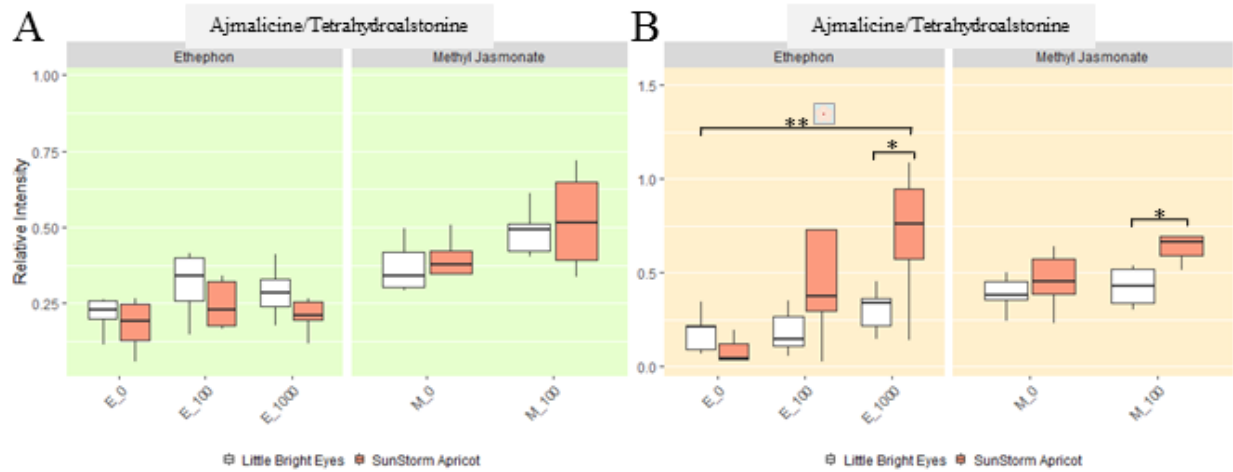 A
Ajmalicine/Tetrahydroalstonine
Ethephon
Methyl Jasmonate
Relative Intensity
1.00
0.75
0.50
0.25
E_0
E_100
E_1000
M_0
M_100
Little Bright Eyes
SunStorm Apricot
B
Ajmalicine/Tetrahydroalstonine
Ethephon
Methyl Jasmonate
1.5
1.0
0.5
0.0
**
*
*
E_0
E_100
E_1000
M_0
M_100
Little Bright Eyes
SunStorm Apricot